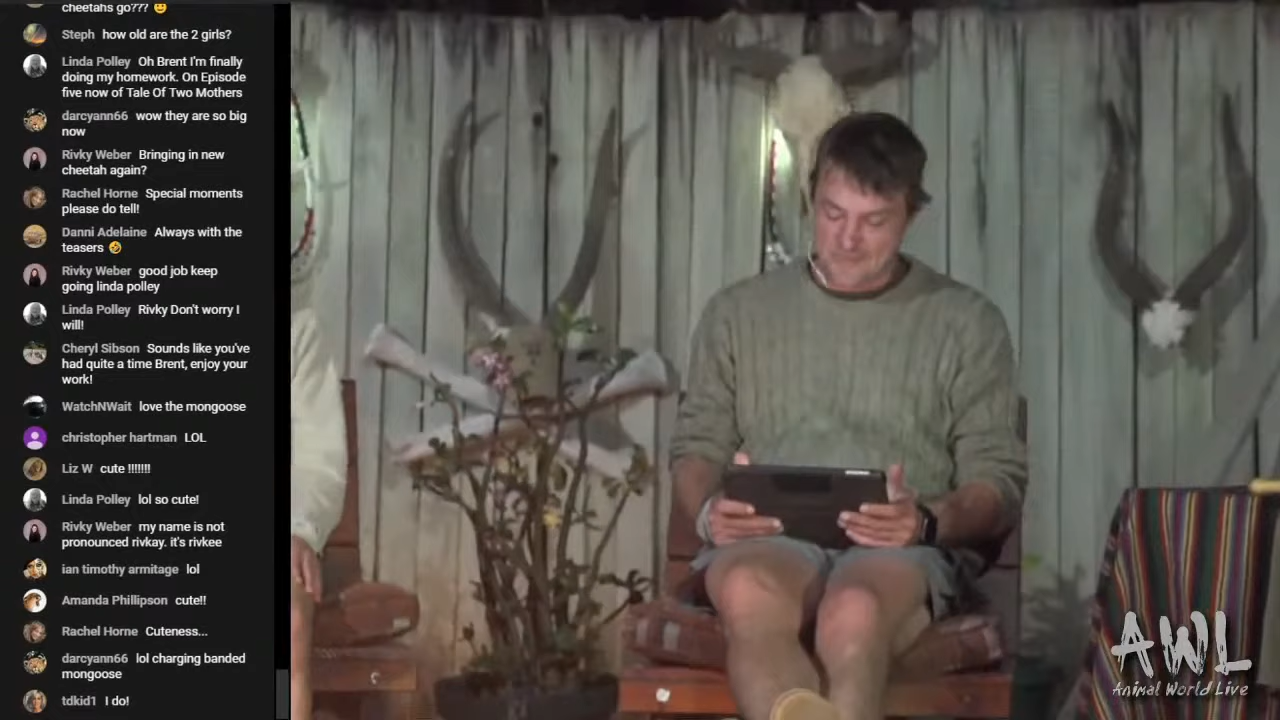 cheetahs go???
Steph how old are the 2 girls?
Linda Polley Oh Brent I'm finally
doing my homework. On Episode
five now of Tale Of Two Mothers
darcyann66 wow they are so big
now
Rivky Weber Bringing in new
cheetah again?
Rachel Horne Special moments
please do tell!
Danni Adelaine Always with the
teasers 🤣
Rivky Weber good job keep
going linda polley
Linda Polley Rivky Don't worry I
will!
Cheryl Sibson Sounds like you've
had quite a time Brent, enjoy your
work!
WatchNWait love the mongoose
christopher hartman LOL
Liz W cute !!!!!!!
Linda Polley lol so cute!
Rivky Weber my name is not
pronounced rivkay. it's rivkee
ian timothy armitage lol
Amanda Phillipson cute!!
Rachel Horne Cuteness...
darcyann66 lol charging banded
mongoose
tdkid1 I do!
AWL
Animal World Live